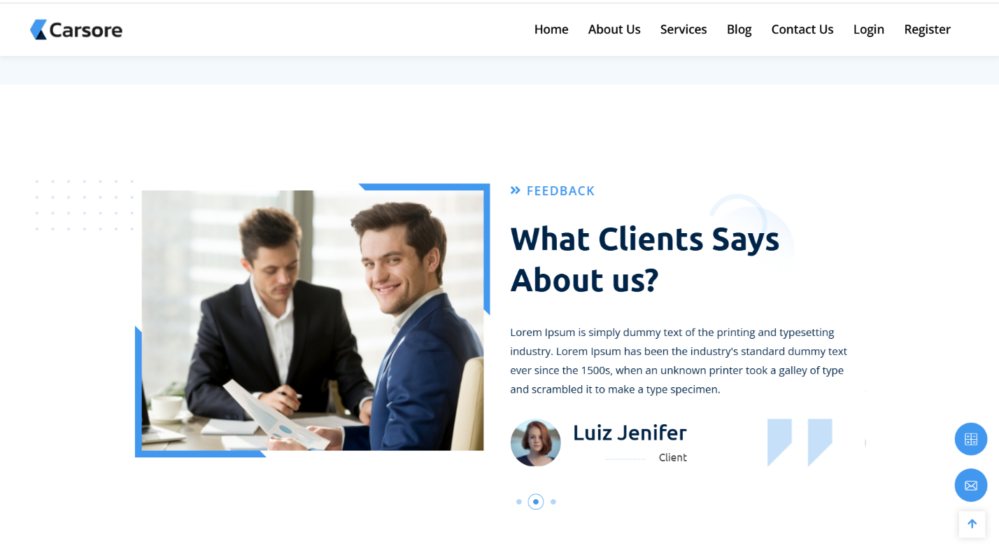 Carsore
Home About Us Services Blog Contact Us Login Register
FEEDBACK
What Clients Says
About us?
Lorem Ipsum is simply dummy text of the printing and typesetting
industry. Lorem Ipsum has been the industry's standard dummy text
ever since the 1500s, when an unknown printer took a galley of type
and scrambled it to make a type specimen.
Luiz Jenifer
Client